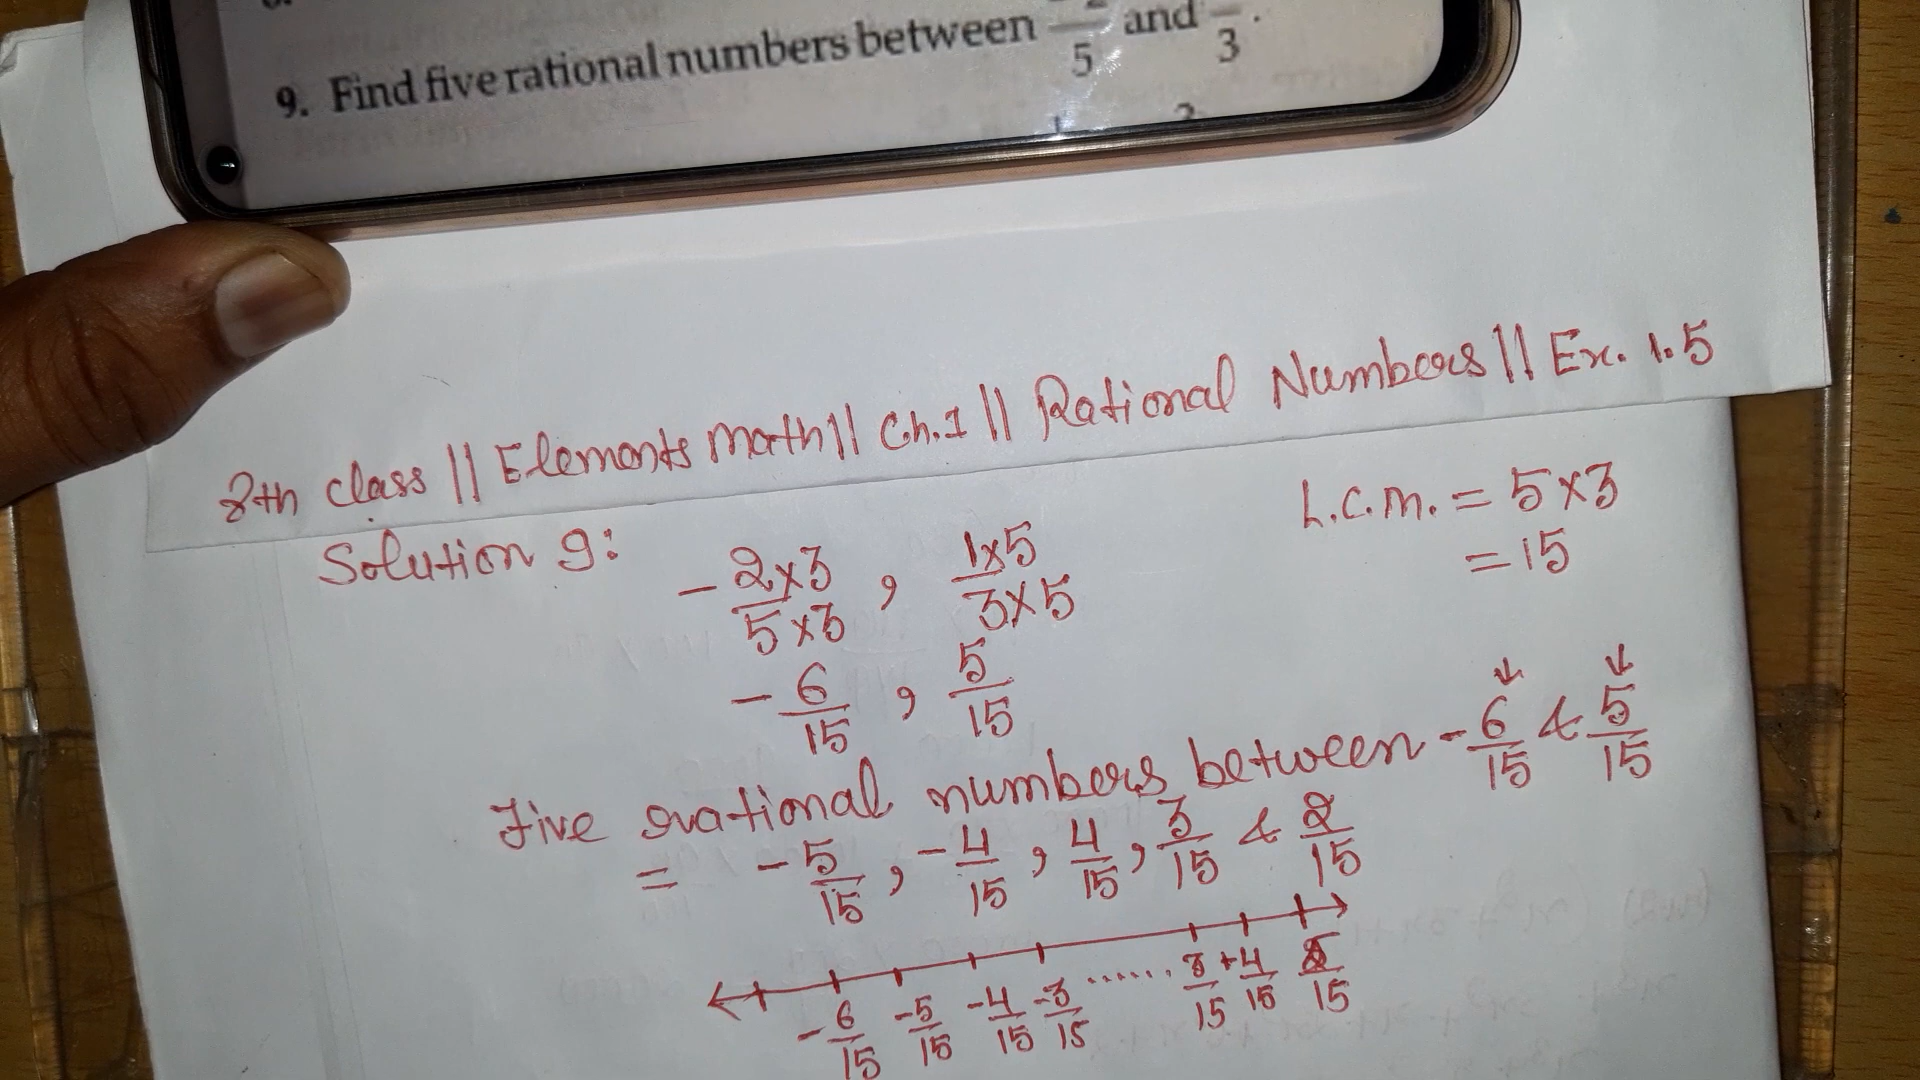 9. Find five rational numbers between 2/5 and /3.
8th class || Elements math || Ch.1 || Rational Numbers || Ex. 1.5
Solution 9:
L.C.M. = 5×3
= 15
- 2×3/5×3 , 1×5/3×5
- 6/15 , 5/15
Five rational numbers between - 6/15 & 5/15
= - 5/15 , - 4/15 , 4/15 , 3/15 & 2/15
- 6/15 -5/15 -4/15 -3/15 ...... 3/15 +4/15 5/15